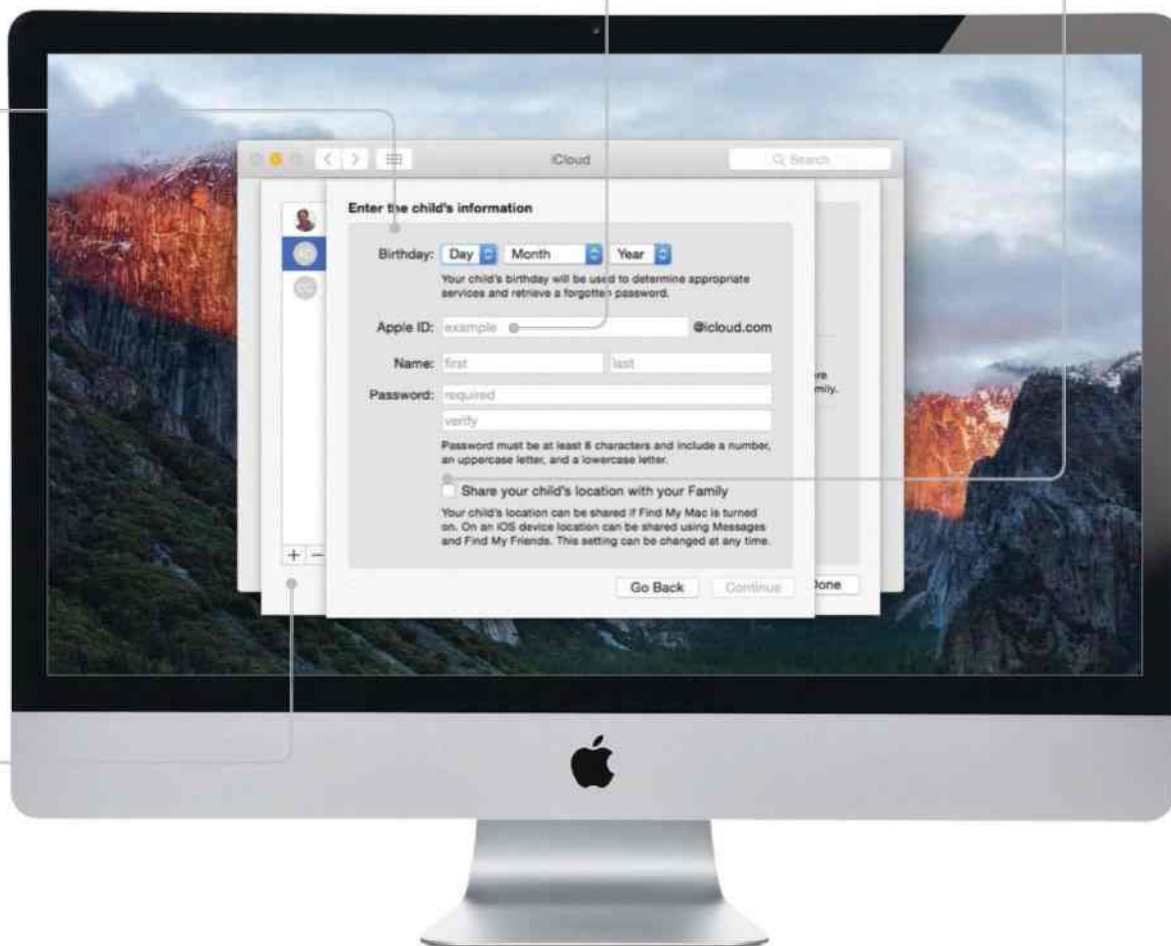 iCloud
Search
Enter the child's information
Birthday: Day Month Year
Your child's birthday will be used to determine appropriate
services and retrieve a forgotten password.
Apple ID: example @icloud.com
Name: first last
Password: required
verify
Password must be at least 8 characters and include a number,
an uppercase letter, and a lowercase letter.
Share your child's location with your Family
Your child's location can be shared if Find My Mac is turned
on. On an iOS device location can be shared using Messages
and Find My Friends. This setting can be changed at any time.
+ −
Go Back Continue